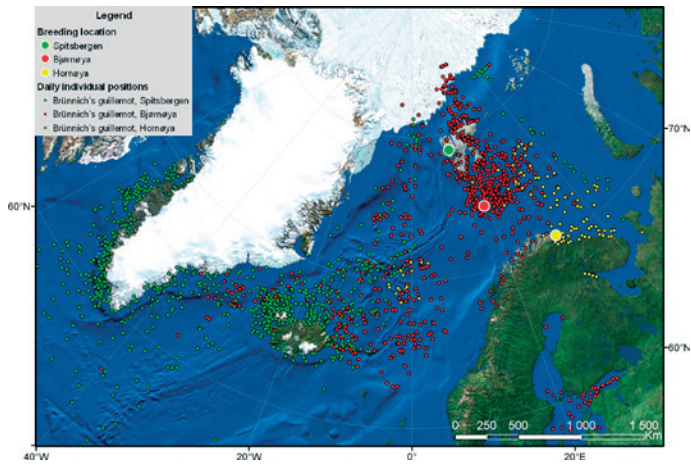 Legend
Breeding location
Spitsbergen
Bjørnøya
Hornøya
Daily individual positions
Brünnich's guillemot, Spitsbergen
Brünnich's guillemot, Bjørnøya
Brünnich's guillemot, Hornøya
70°N
60°N
60°N
0 250 500 1 000 1 500
Km
40°W
20°W
0°
20°E